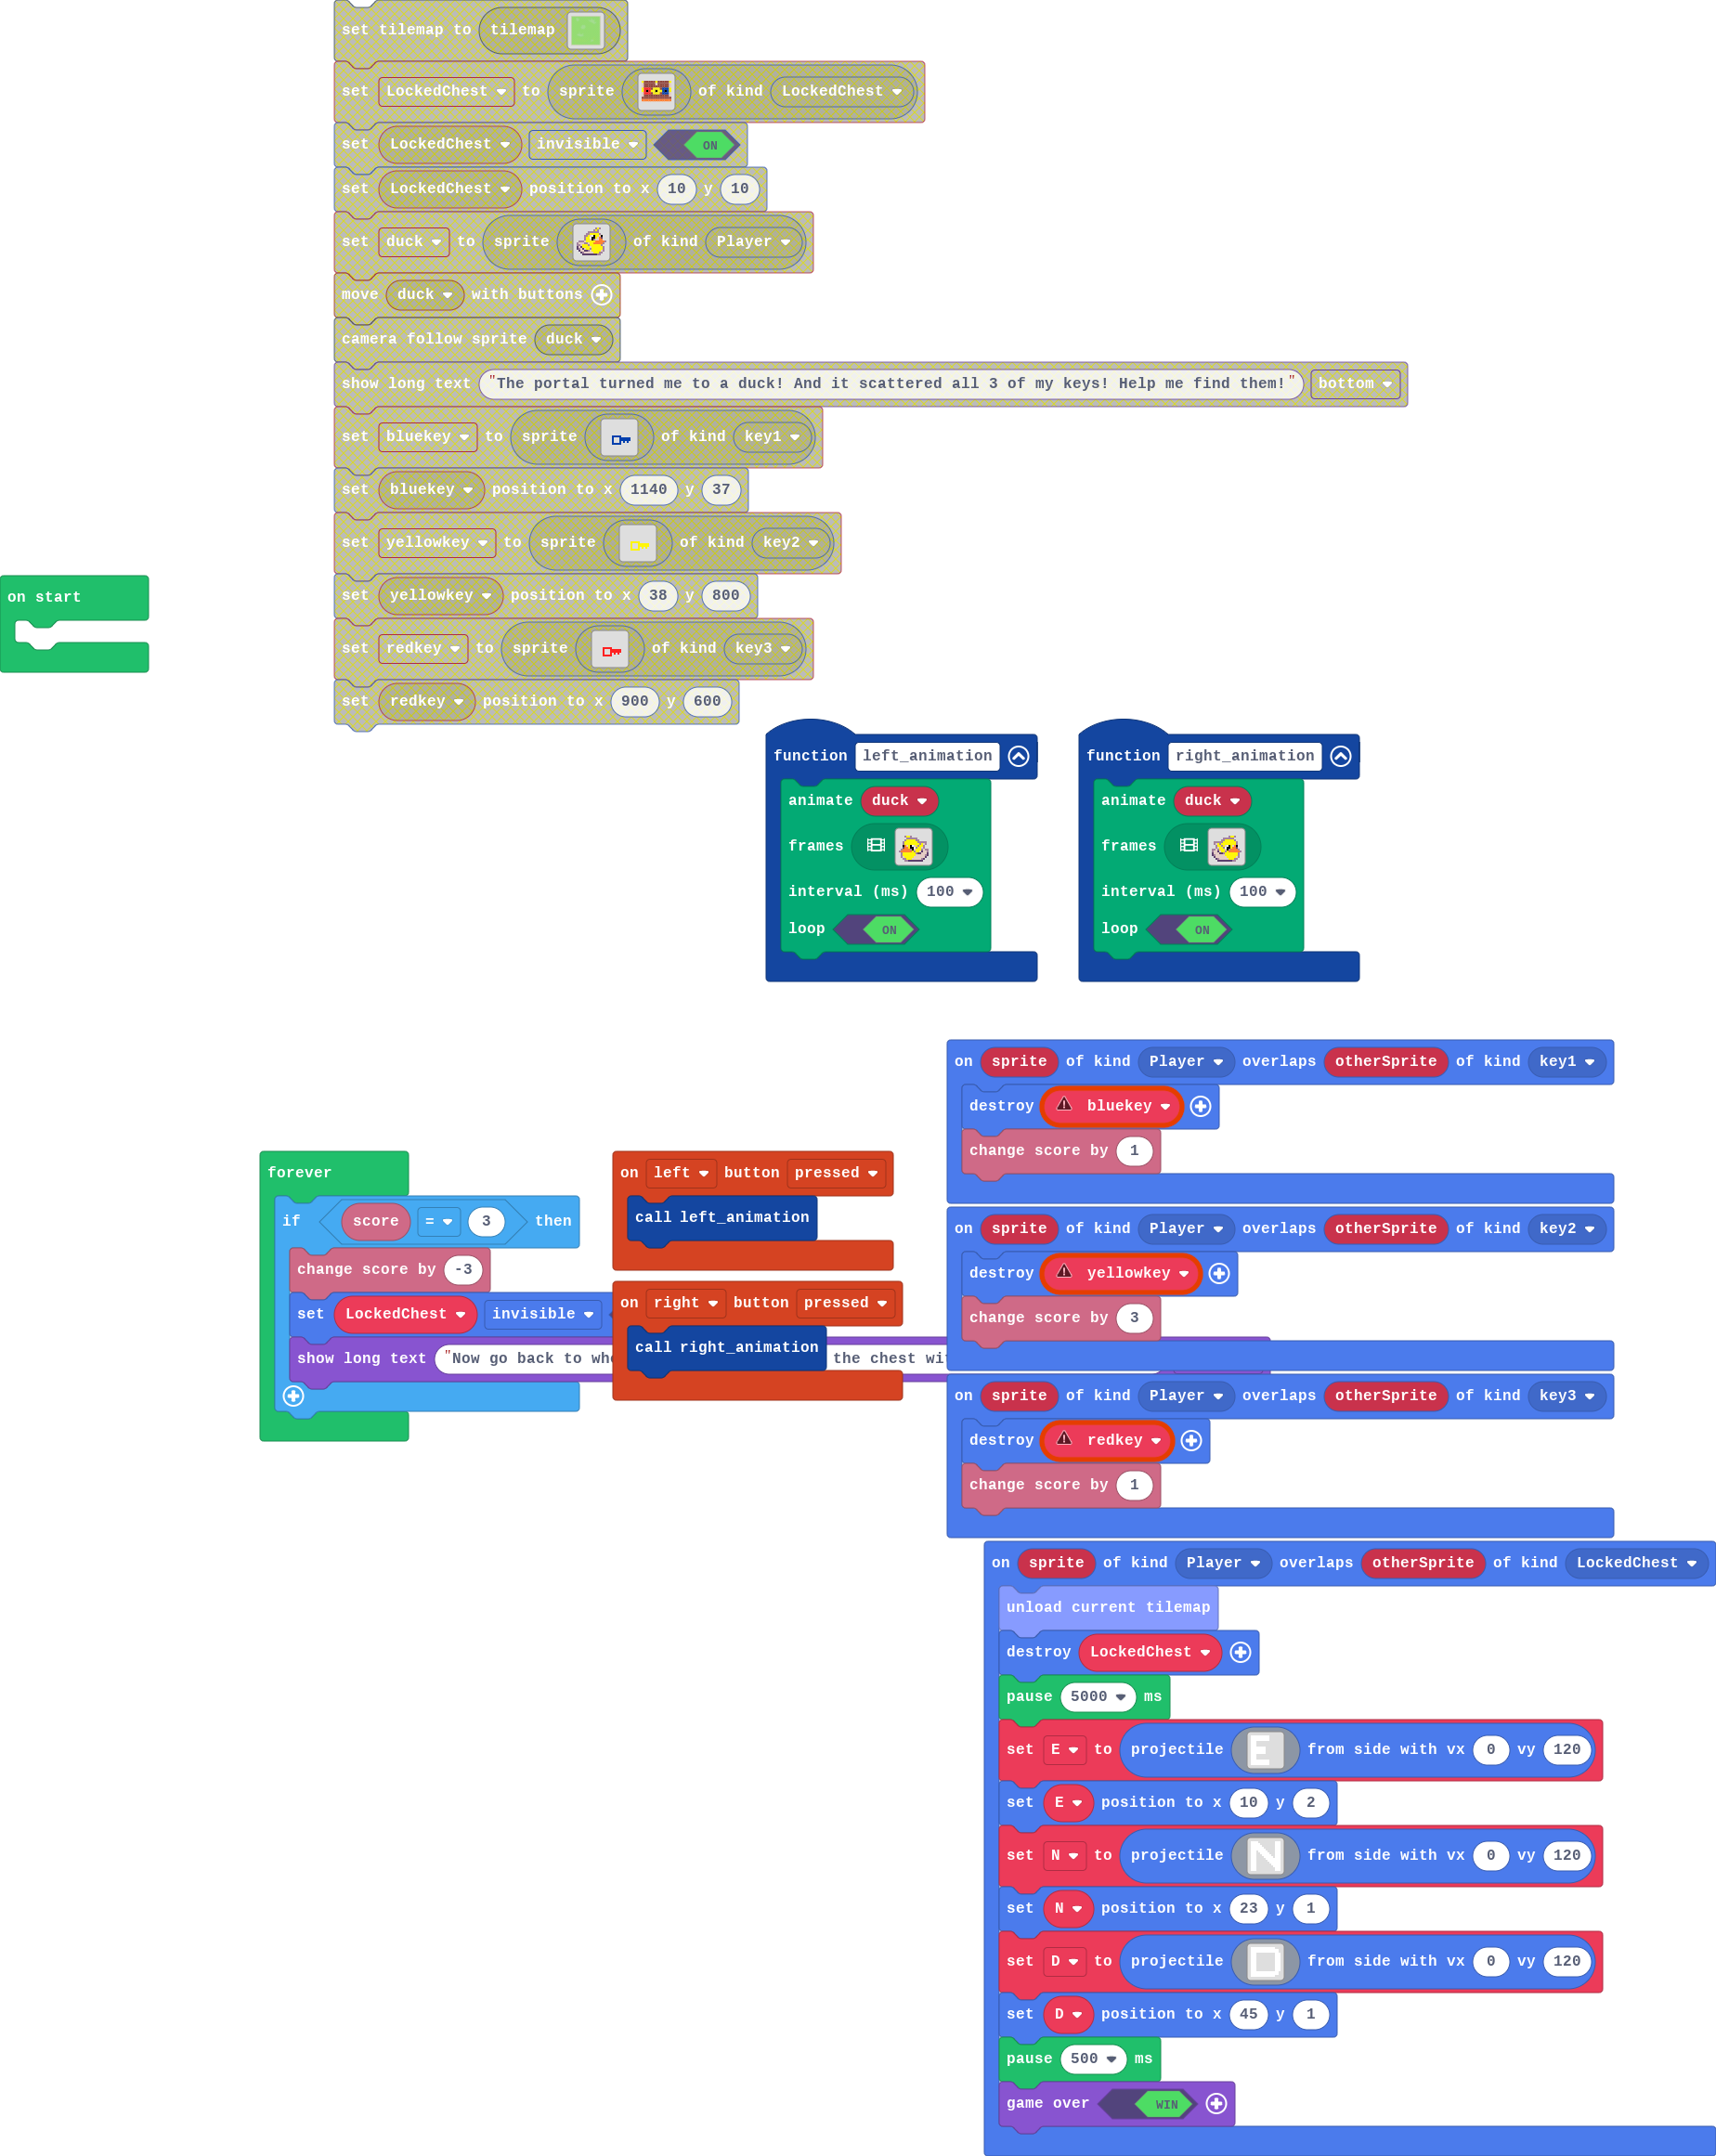 set tilemap to tilemap
set LockedChest to sprite of kind LockedChest
set LockedChest invisible ON
set LockedChest position to x 10 y 10
set duck to sprite of kind Player
move duck with buttons
camera follow sprite duck
show long text "The portal turned me to a duck! And it scattered all 3 of my keys! Help me find them!" bottom
set bluekey to sprite of kind key1
set bluekey position to x 1140 y 37
set yellowkey to sprite of kind key2
set yellowkey position to x 38 y 800
set redkey to sprite of kind key3
set redkey position to x 900 y 600
on start
function left_animation
animate duck
frames
interval (ms) 100
loop ON
function right_animation
animate duck
frames
interval (ms) 100
loop ON
forever
if score = 3 then
change score by -3
set LockedChest invisible
show long text "Now go back to the chest
on left button pressed
call left_animation
on right button pressed
call right_animation
on sprite of kind Player overlaps otherSprite of kind key1
destroy bluekey
change score by 1
on sprite of kind Player overlaps otherSprite of kind key2
destroy yellowkey
change score by 3
on sprite of kind Player overlaps otherSprite of kind key3
destroy redkey
change score by 1
on sprite of kind Player overlaps otherSprite of kind LockedChest
unload current tilemap
destroy LockedChest
pause 5000 ms
set E to projectile E from side with vx 0 vy 120
set E position to x 10 y 2
set N to projectile N from side with vx 0 vy 120
set N position to x 23 y 1
set D to projectile D from side with vx 0 vy 120
set D position to x 45 y 1
pause 500 ms
game over WIN